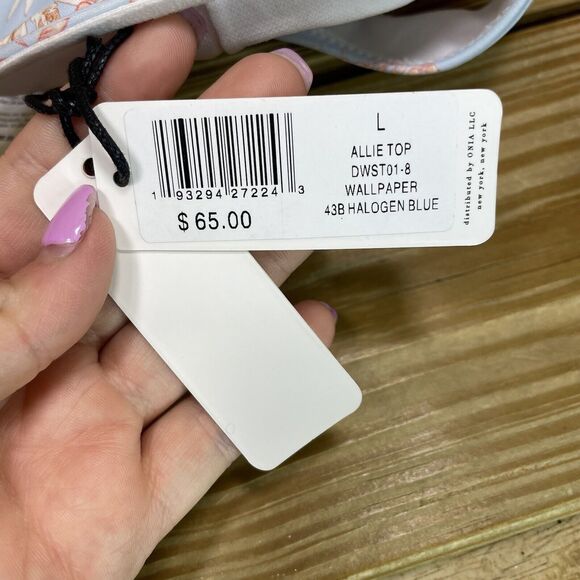 L
ALLIE TOP
DWST01-8
WALLPAPER
43B HALOGEN BLUE
1 93294 27224 3
$ 65.00
distributed by ONIA LLC
new york, new york